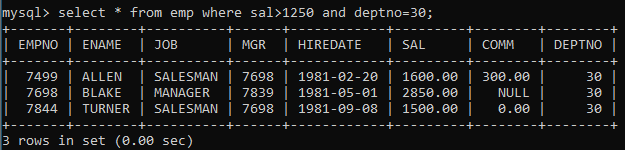 mysql> select * from emp where sal>1250 and deptno=30;
+-------+--------+----------+------+------------+---------+--------+--------+
| EMPNO | ENAME  | JOB      | MGR  | HIREDATE   | SAL     | COMM   | DEPTNO |
+-------+--------+----------+------+------------+---------+--------+--------+
|  7499 | ALLEN  | SALESMAN | 7698 | 1981-02-20 | 1600.00 | 300.00 |     30 |
|  7698 | BLAKE  | MANAGER  | 7839 | 1981-05-01 | 2850.00 |   NULL |     30 |
|  7844 | TURNER | SALESMAN | 7698 | 1981-09-08 | 1500.00 |   0.00 |     30 |
+-------+--------+----------+------+------------+---------+--------+--------+
3 rows in set (0.00 sec)